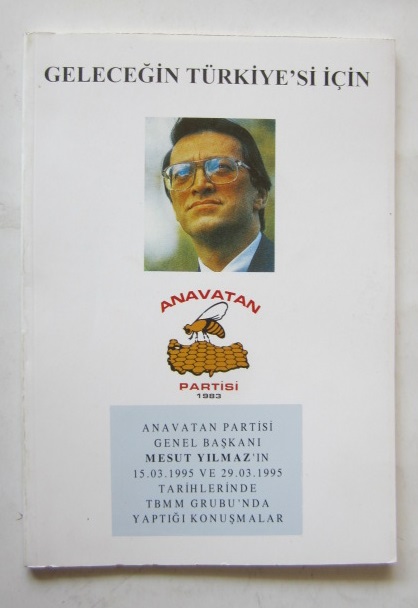 GELECEĞİN TÜRKİYE'Sİ İÇİN
ANAVATAN
PARTİSİ
1983
ANAVATAN PARTİSİ
GENEL BAŞKANI
MESUT YILMAZ'IN
15.03.1995 VE 29.03.1995
TARİHLERİNDE
TBMM GRUBU'NDA
YAPTIĞI KONUŞMALAR